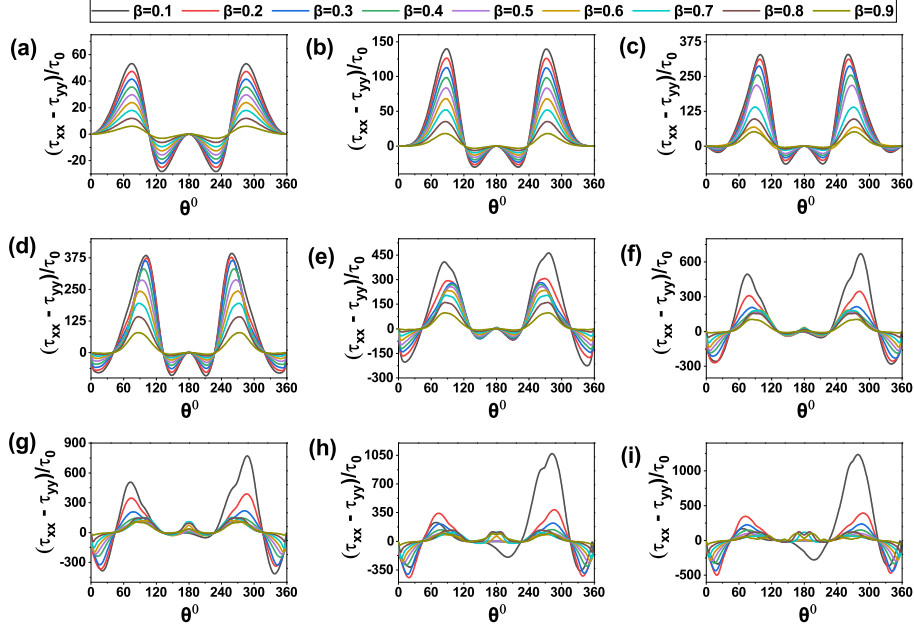 β=0.1 β=0.2 β=0.3 β=0.4 β=0.5 β=0.6 β=0.7 β=0.8 β=0.9
(a) (b) (c)
(τxx - τyy)/τ0 (τxx - τyy)/τ0 (τxx - τyy)/τ0
60 40 20 0 -20
150 100 50 0
375 250 125 0
0 60 120 180 240 300 360 0 60 120 180 240 300 360 0 60 120 180 240 300 360
θ⁰ θ⁰ θ⁰
(d) (e) (f)
(τxx - τyy)/τ0 (τxx - τyy)/τ0 (τxx - τyy)/τ0
375 250 125 0
450 300 150 0 -150 -300
600 300 0 -300
0 60 120 180 240 300 360 0 60 120 180 240 300 360 0 60 120 180 240 300 360
θ⁰ θ⁰ θ⁰
(g) (h) (i)
(τxx - τyy)/τ0 (τxx - τyy)/τ0 (τxx - τyy)/τ0
900 600 300 0 -300
1050 700 350 0 -350
1000 500 0 -500
0 60 120 180 240 300 360 0 60 120 180 240 300 360 0 60 120 180 240 300 360
θ⁰ θ⁰ θ⁰